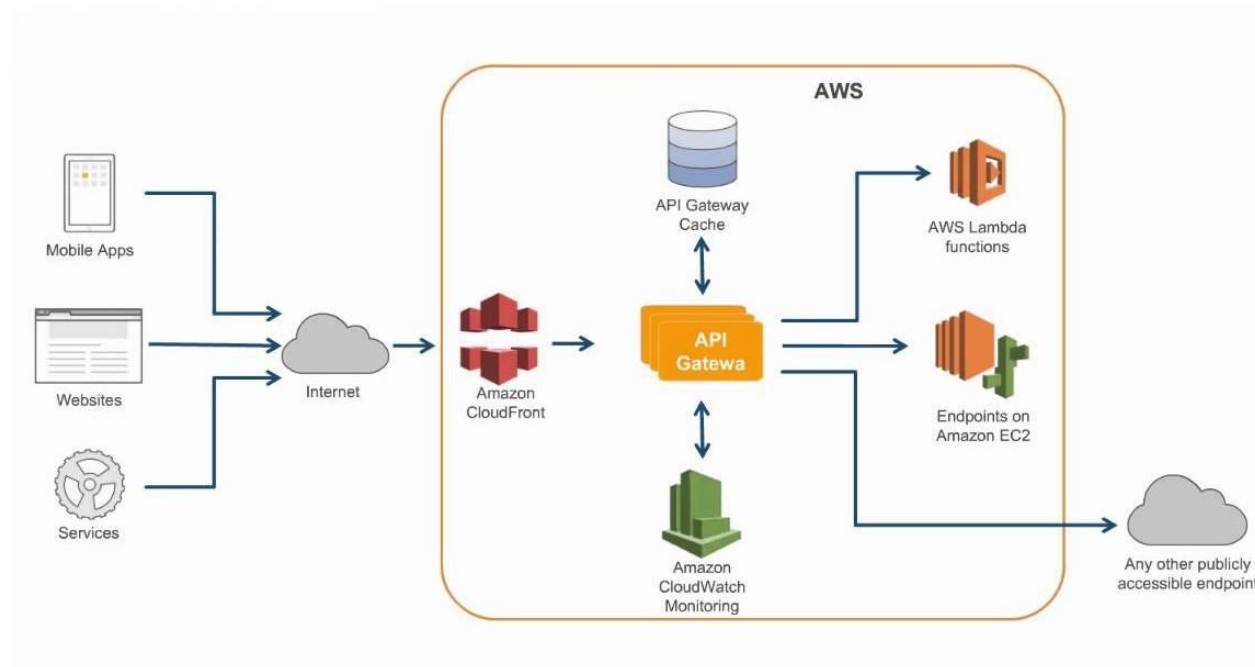 AWS
API Gateway
Cache
Mobile Apps
AWS Lambda
functions
API
Gatewa
Websites
Internet
Amazon
CloudFront
Endpoints on
Amazon EC2
Services
Amazon
CloudWatch
Monitoring
Any other publicly
accessible endpoint